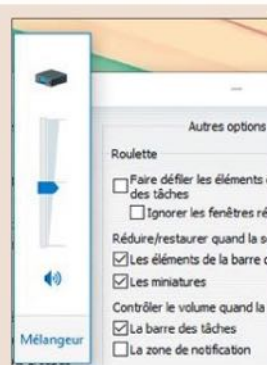 Autres options
Roulette
Faire défiler les éléments
des tâches
Ignorer les fenêtres
Réduire/restaurer quand la
Les éléments de la barre
Les miniatures
Contrôler le volume quand la
La barre des tâches
La zone de notification
Mélangeur